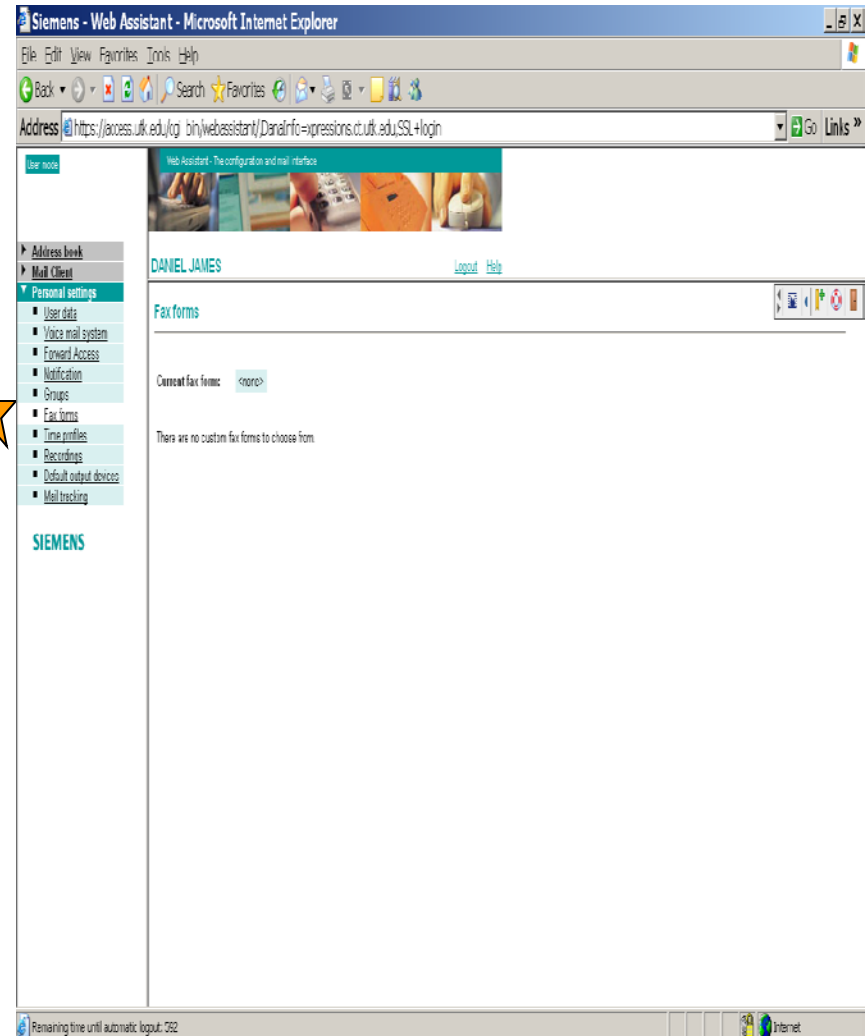 Siemens - Web Assistant - Microsoft Internet Explorer
File Edit View Favorites Tools Help
Back Search Favorites
Address https://access.utk.edu/cgi-bin/webassistant/,DanaInfo=xpressions.ct.utk.edu,SSL+login Go Links »
User mode
Web Assistant - The configuration and mail interface
Address book
Mail Client
DANIEL JAMES Logout Help
Personal settings
User data
Voice mail system
Forward Access
Notification
Groups
Fax forms
Time profiles
Recordings
Default output devices
Mail tracking
SIEMENS
Fax forms
Current fax form: <none>
There are no custom fax forms to choose from.
Remaining time until automatic logout: 592 Internet